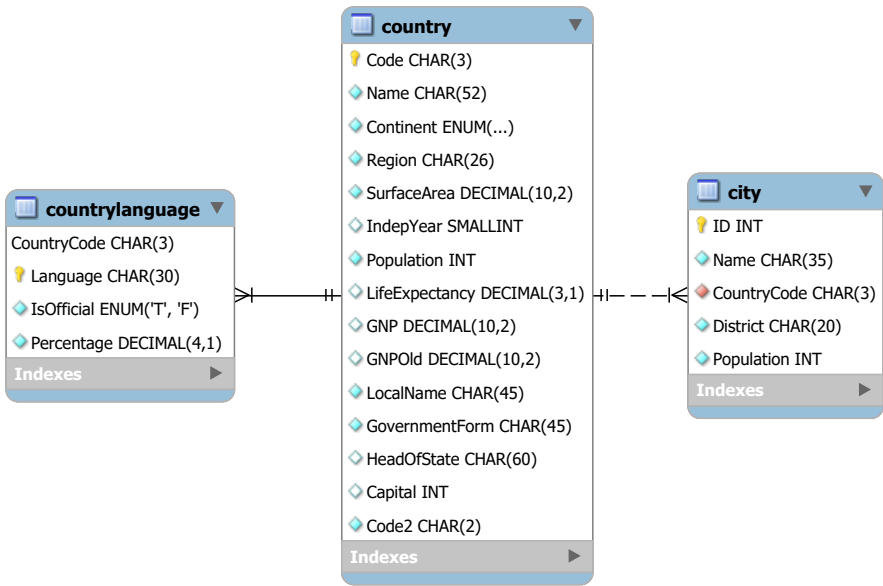 countrylanguage
CountryCode CHAR(3)
Language CHAR(30)
IsOfficial ENUM('T', 'F')
Percentage DECIMAL(4,1)
Indexes
country
Code CHAR(3)
Name CHAR(52)
Continent ENUM(...)
Region CHAR(26)
SurfaceArea DECIMAL(10,2)
IndepYear SMALLINT
Population INT
LifeExpectancy DECIMAL(3,1)
GNP DECIMAL(10,2)
GNPOld DECIMAL(10,2)
LocalName CHAR(45)
GovernmentForm CHAR(45)
HeadOfState CHAR(60)
Capital INT
Code2 CHAR(2)
Indexes
city
ID INT
Name CHAR(35)
CountryCode CHAR(3)
District CHAR(20)
Population INT
Indexes